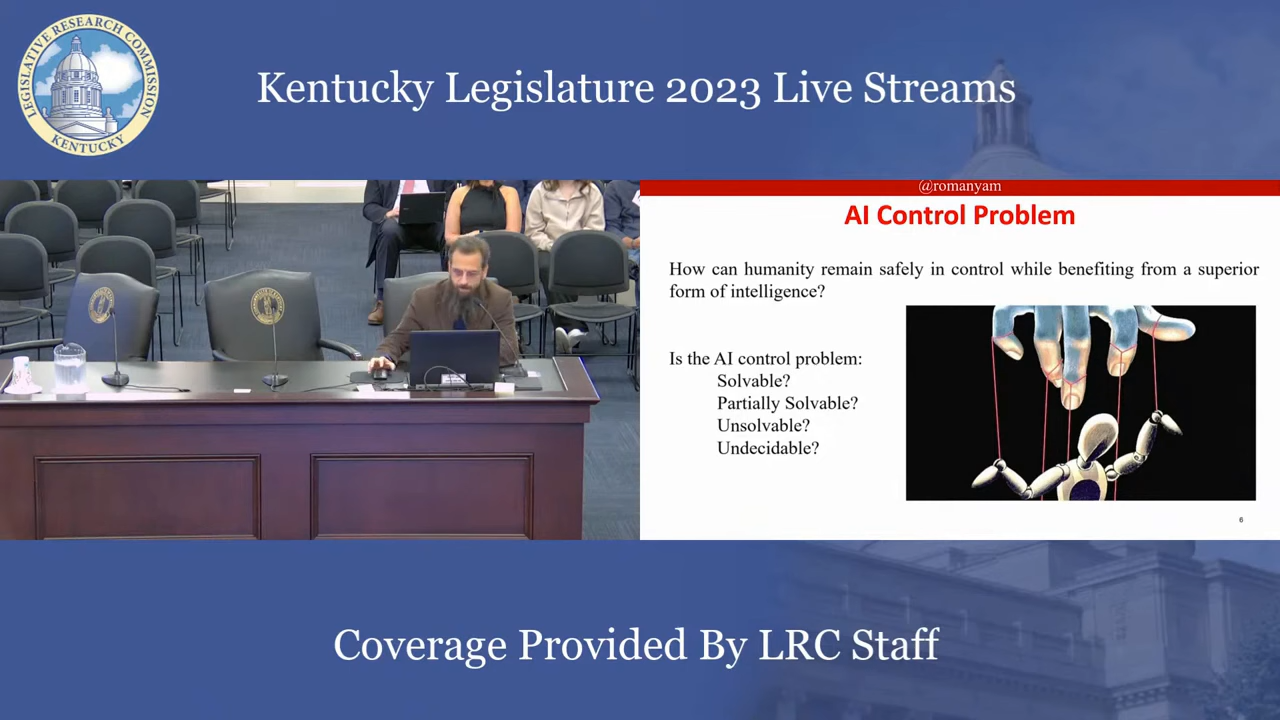 LEGISLATIVE RESEARCH COMMISSION
KENTUCKY
Kentucky Legislature 2023 Live Streams
@romanyam
AI Control Problem
How can humanity remain safely in control while benefiting from a superior
form of intelligence?
Is the AI control problem:
Solvable?
Partially Solvable?
Unsolvable?
Undecidable?
6
Coverage Provided By LRC Staff